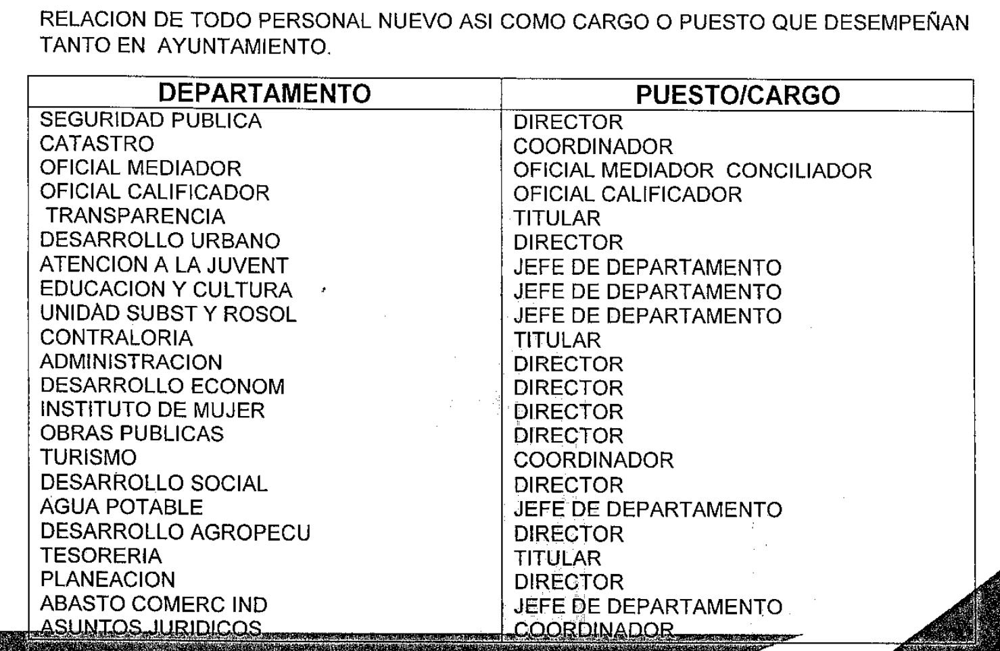 RELACION DE TODO PERSONAL NUEVO ASI COMO CARGO O PUESTO QUE DESEMPEÑAN
TANTO EN AYUNTAMIENTO.
DEPARTAMENTO PUESTO/CARGO
SEGURIDAD PUBLICA DIRECTOR
CATASTRO COORDINADOR
OFICIAL MEDIADOR OFICIAL MEDIADOR CONCILIADOR
OFICIAL CALIFICADOR OFICIAL CALIFICADOR
TRANSPARENCIA TITULAR
DESARROLLO URBANO DIRECTOR
ATENCION A LA JUVENT JEFE DE DEPARTAMENTO
EDUCACION Y CULTURA JEFE DE DEPARTAMENTO
UNIDAD SUBST Y ROSOL JEFE DE DEPARTAMENTO
CONTRALORIA TITULAR
ADMINISTRACION DIRECTOR
DESARROLLO ECONOM DIRECTOR
INSTITUTO DE MUJER DIRECTOR
OBRAS PUBLICAS DIRECTOR
TURISMO COORDINADOR
DESARROLLO SOCIAL DIRECTOR
AGUA POTABLE JEFE DE DEPARTAMENTO
DESARROLLO AGROPECU DIRECTOR
TESORERIA TITULAR
PLANEACION DIRECTOR
ABASTO COMERC IND JEFE DE DEPARTAMENTO
ASUNTOS JURIDICOS COORDINADOR